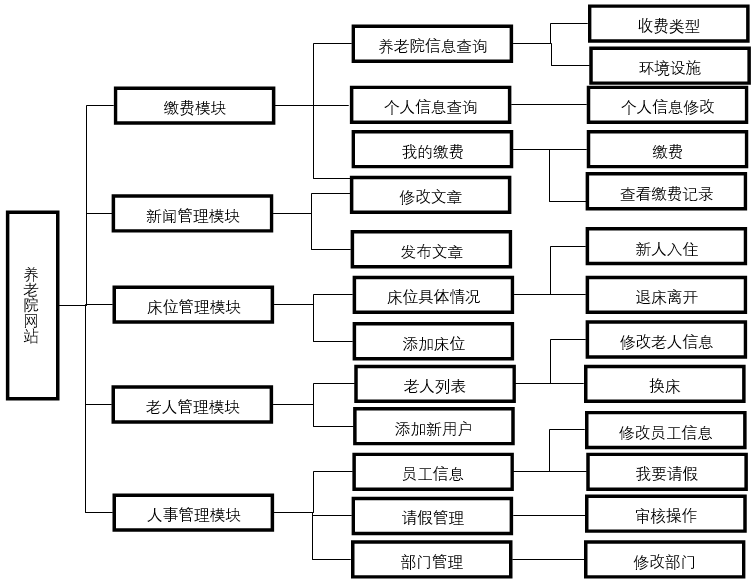 养老院网站
缴费模块
养老院信息查询
收费类型
环境设施
个人信息查询
个人信息修改
我的缴费
缴费
查看缴费记录
新闻管理模块
修改文章
发布文章
床位管理模块
床位具体情况
新人入住
退床离开
添加床位
老人管理模块
老人列表
修改老人信息
换床
添加新用户
人事管理模块
员工信息
修改员工信息
我要请假
请假管理
审核操作
部门管理
修改部门